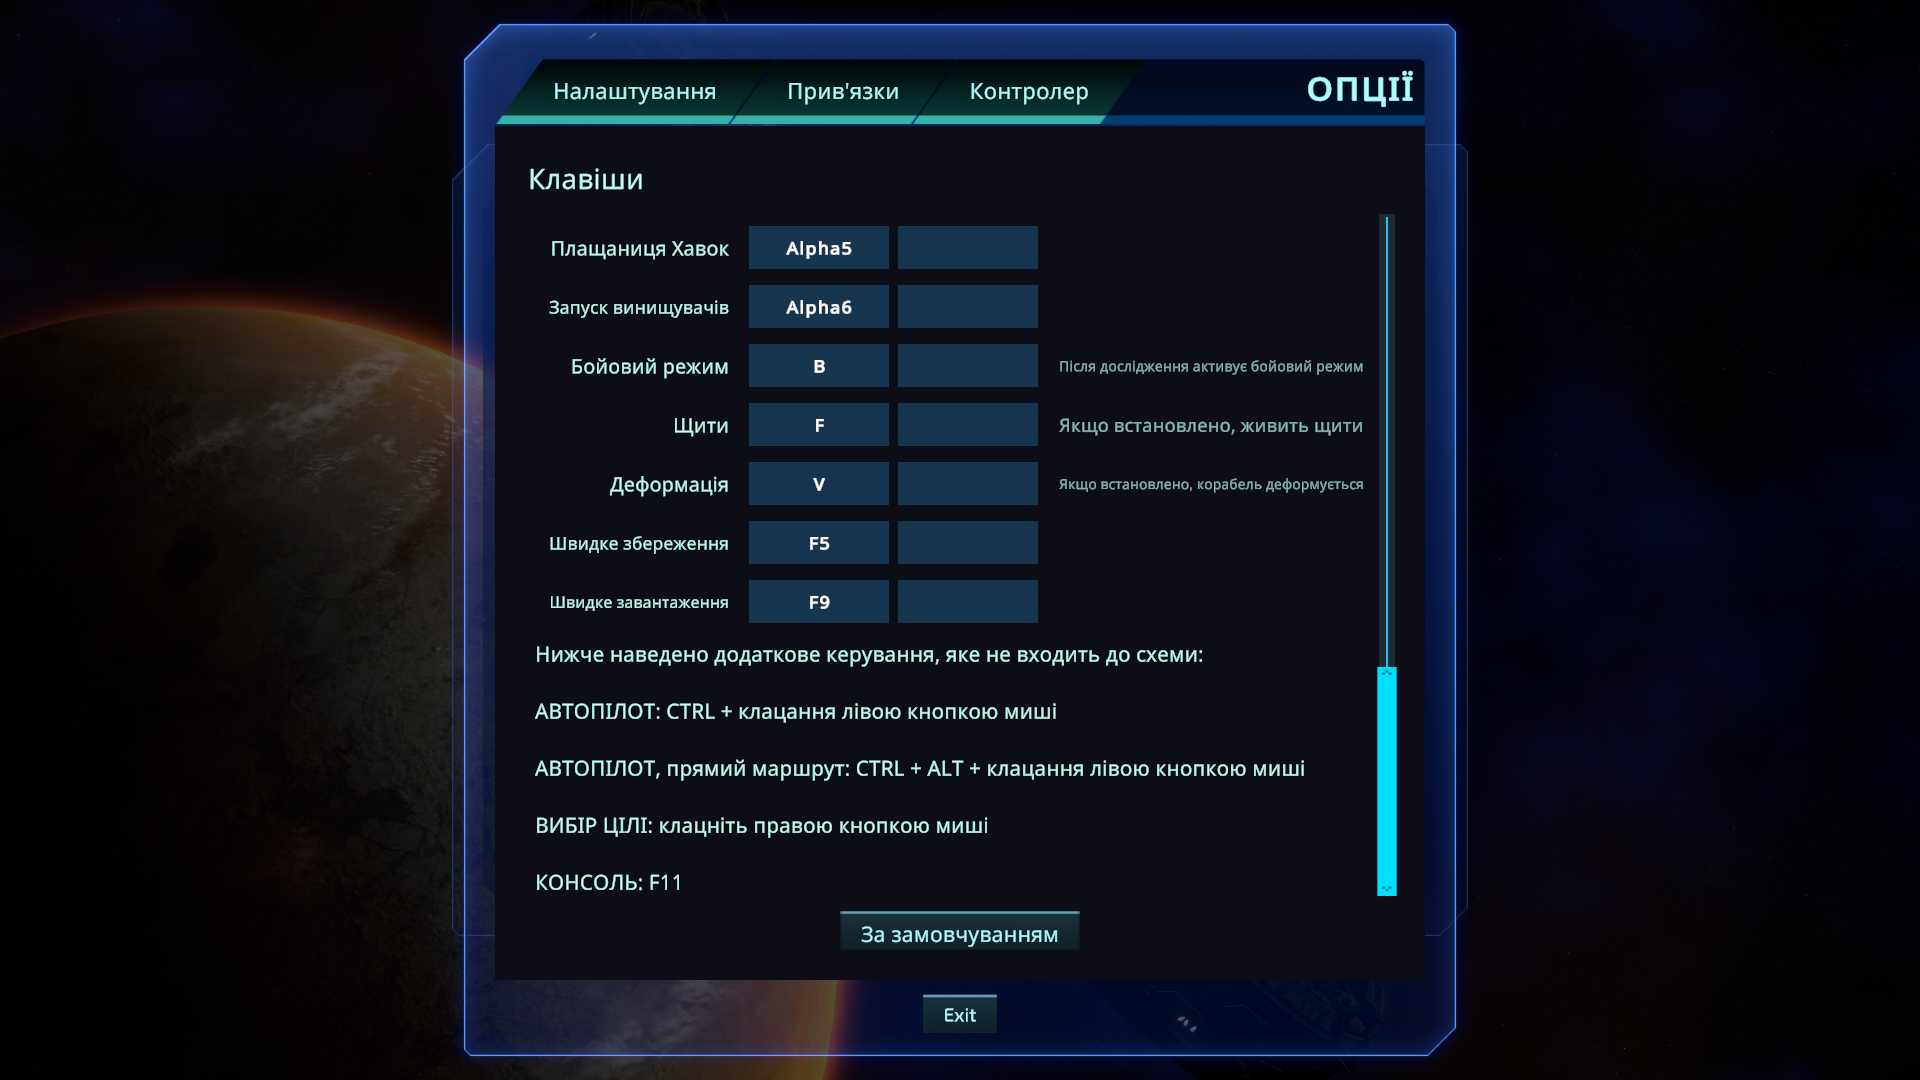 Налаштування
Прив'язки
Контролер
ОПЦІЇ
Клавіши
Плащаниця Хавок Alpha5
Запуск винищувачів Alpha6
Бойовий режим B Після дослідження активує бойовий режим
Щити F Якщо встановлено, живить щити
Деформація V Якщо встановлено, корабель деформується
Швидке збереження F5
Швидке завантаження F9
Нижче наведено додаткове керування, яке не входить до схеми:
АВТОПІЛОТ: CTRL + клацання лівою кнопкою миші
АВТОПІЛОТ, прямий маршрут: CTRL + ALT + клацання лівою кнопкою миші
ВИБІР ЦІЛІ: клацніть правою кнопкою миші
КОНСОЛЬ: F11
За замовчуванням
Exit